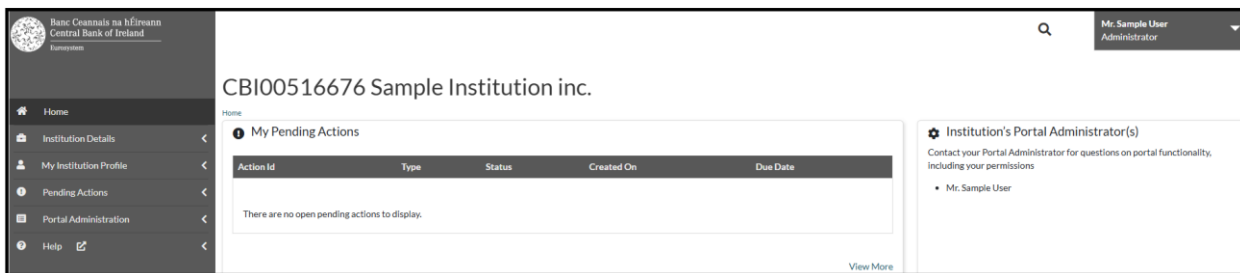 Banc Ceannais na hÉireann
Central Bank of Ireland
Eurosystem
Mr. Sample User
Administrator
CBI00516676 Sample Institution inc.
Home
Home
Institution Details
My Institution Profile
Pending Actions
Portal Administration
Help
My Pending Actions
Action Id Type Status Created On Due Date
There are no open pending actions to display.
View More
Institution's Portal Administrator(s)
Contact your Portal Administrator for questions on portal functionality,
including your permissions
• Mr. Sample User